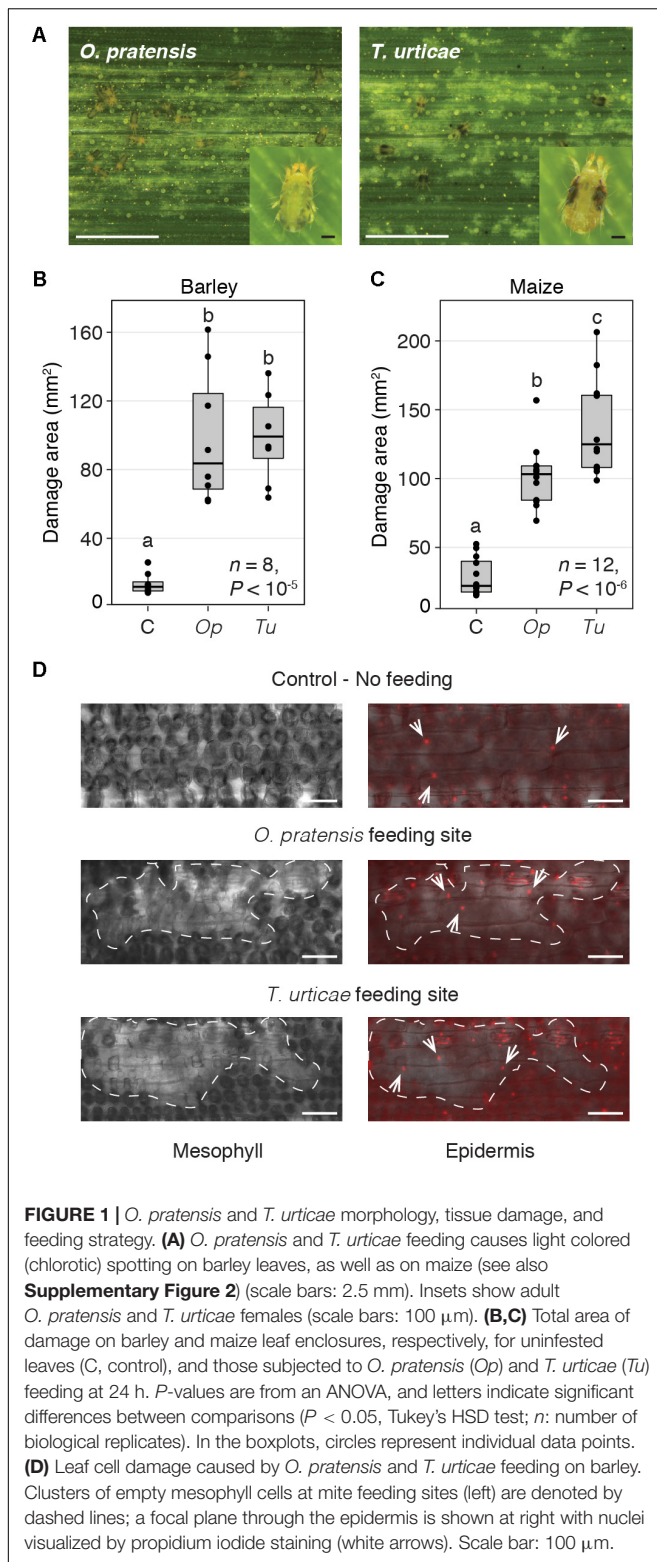 A
O. pratensis
T. urticae
B
Barley
Damage area (mm²)
160
120
80
40
0
a
b
b
n = 8,
P < 10⁻⁵
C
Op
Tu
C
Maize
Damage area (mm²)
200
150
100
50
0
a
b
c
n = 12,
P < 10⁻⁶
C
Op
Tu
D
Control - No feeding
O. pratensis feeding site
T. urticae feeding site
Mesophyll
Epidermis
FIGURE 1 | O. pratensis and T. urticae morphology, tissue damage, and
feeding strategy. (A) O. pratensis and T. urticae feeding causes light colored
(chlorotic) spotting on barley leaves, as well as on maize (see also
Supplementary Figure 2) (scale bars: 2.5 mm). Insets show adult
O. pratensis and T. urticae females (scale bars: 100 μm). (B,C) Total area of
damage on barley and maize leaf enclosures, respectively, for uninfested
leaves (C, control), and those subjected to O. pratensis (Op) and T. urticae (Tu)
feeding at 24 h. P-values are from an ANOVA, and letters indicate significant
differences between comparisons (P < 0.05, Tukey's HSD test; n: number of
biological replicates). In the boxplots, circles represent individual data points.
(D) Leaf cell damage caused by O. pratensis and T. urticae feeding on barley.
Clusters of empty mesophyll cells at mite feeding sites (left) are denoted by
dashed lines; a focal plane through the epidermis is shown at right with nuclei
visualized by propidium iodide staining (white arrows). Scale bar: 100 μm.